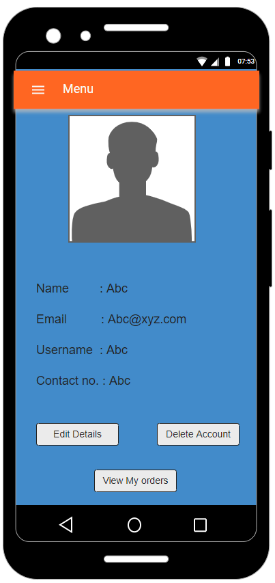 07:53
Menu
Name : Abc
Email : Abc@xyz.com
Username : Abc
Contact no. : Abc
Edit Details Delete Account
View My orders